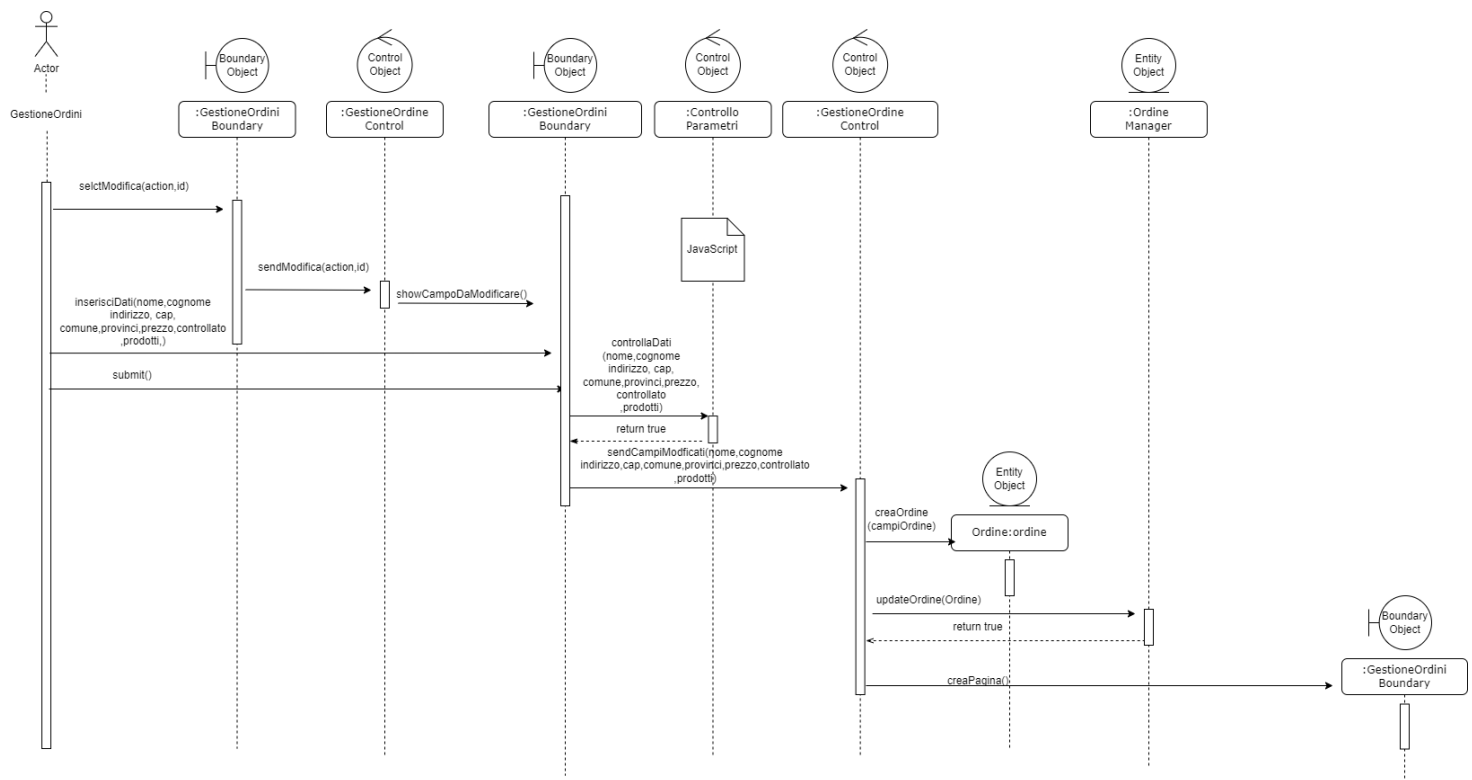 Actor
GestioneOrdini
Boundary
Object
:GestioneOrdini
Boundary
Control
Object
:GestioneOrdine
Control
Boundary
Object
:GestioneOrdini
Boundary
Control
Object
:Controllo
Parametri
Control
Object
:GestioneOrdine
Control
Entity
Object
:Ordine
Manager
selctModifica(action,id)
JavaScript
sendModifica(action,id)
showCampoDaModificare()
inserisciDati(nome,cognome
indirizzo, cap,
comune,provinci,prezzo,controllato
,prodotti,)
submit()
controllaDati
(nome,cognome
indirizzo, cap,
comune,provinci,prezzo,
controllato
,prodotti)
return true
sendCampiModficati(nome,cognome
indirizzo,cap,comune,provinci,prezzo,controllato
,prodotti)
Entity
Object
Ordine:ordine
creaOrdine
(campiOrdine)
updateOrdine(Ordine)
return true
Boundary
Object
:GestioneOrdini
Boundary
creaPagina()